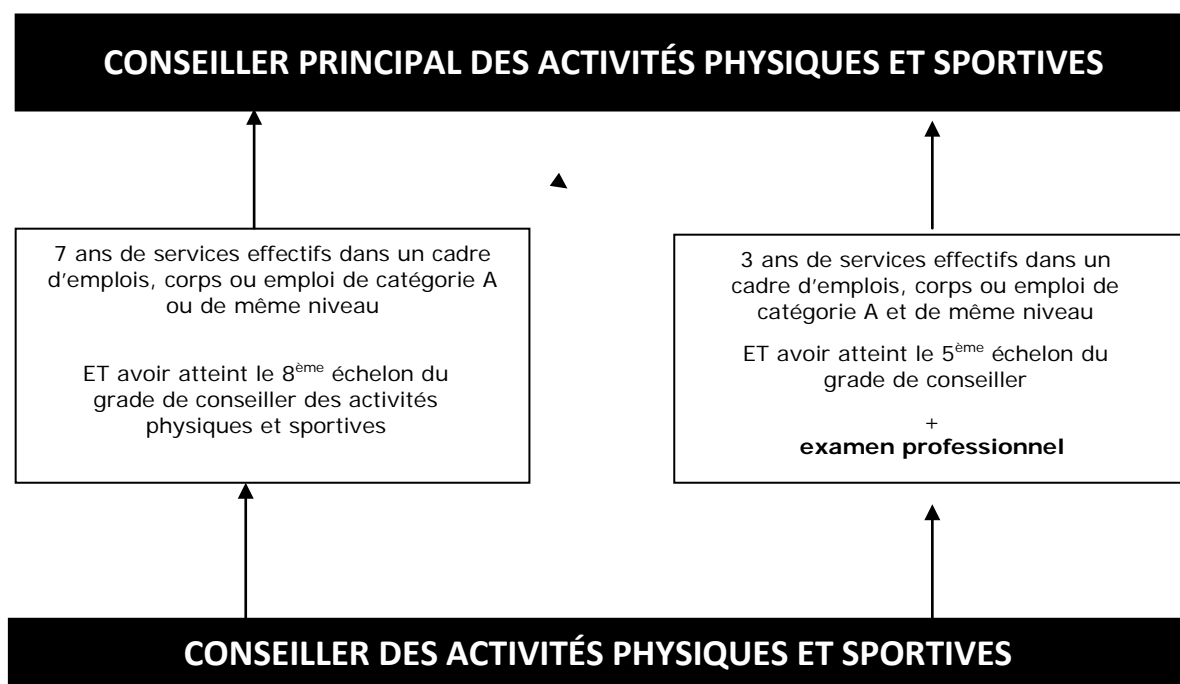 CONSEILLER PRINCIPAL DES ACTIVITÉS PHYSIQUES ET SPORTIVES
7 ans de services effectifs dans un cadre
d'emplois, corps ou emploi de catégorie A
ou de même niveau
ET avoir atteint le 8ème échelon du
grade de conseiller des activités
physiques et sportives
3 ans de services effectifs dans un
cadre d'emplois, corps ou emploi de
catégorie A et de même niveau
ET avoir atteint le 5ème échelon du
grade de conseiller
+
examen professionnel
CONSEILLER DES ACTIVITÉS PHYSIQUES ET SPORTIVES